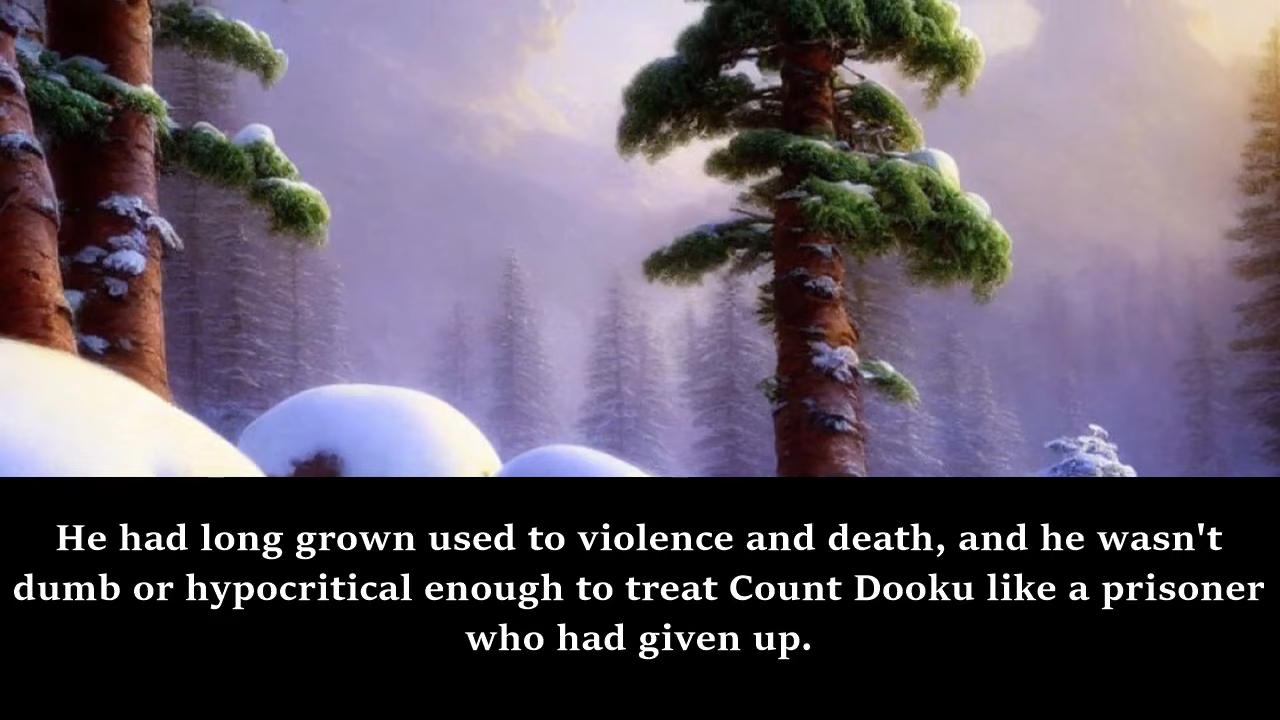 He had long grown used to violence and death, and he wasn't
dumb or hypocritical enough to treat Count Dooku like a prisoner
who had given up.